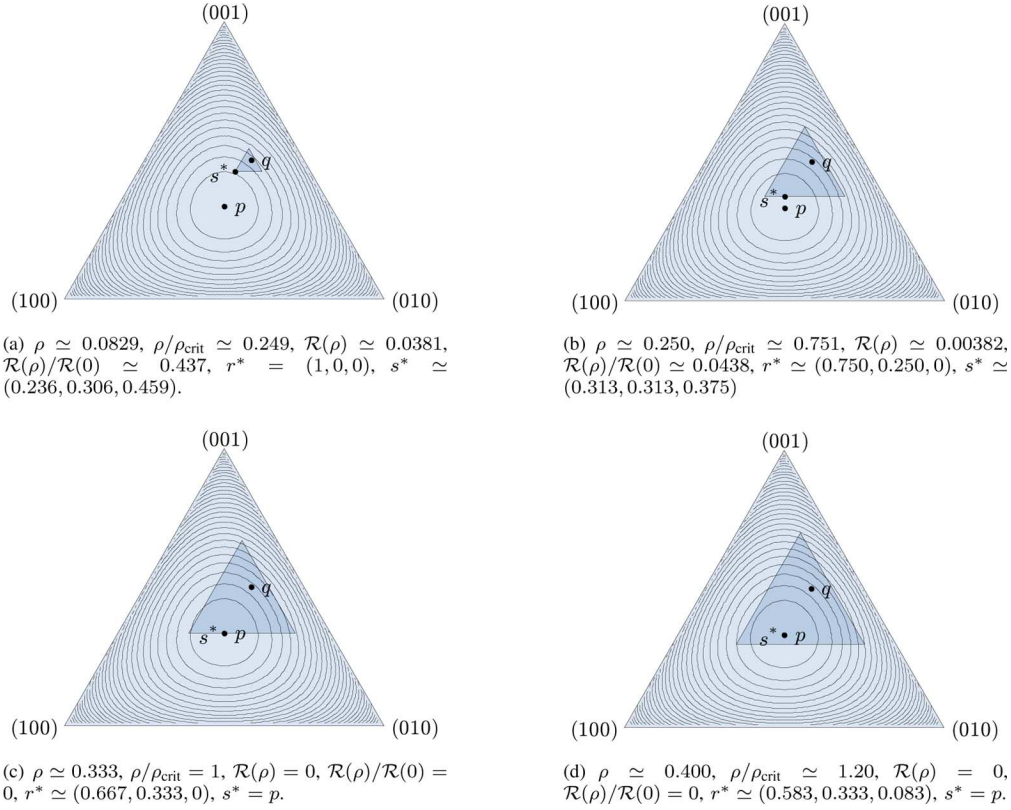 (001)
q
s*
p
(100)
(010)
(a) ρ ≃ 0.0829, ρ/ρcrit ≃ 0.249, R(ρ) ≃ 0.0381,
R(ρ)/R(0) ≃ 0.437, r* = (1, 0, 0), s* ≃
(0.236, 0.306, 0.459).
(001)
q
s*
p
(100)
(010)
(b) ρ ≃ 0.250, ρ/ρcrit ≃ 0.751, R(ρ) ≃ 0.00382,
R(ρ)/R(0) ≃ 0.0438, r* ≃ (0.750, 0.250, 0), s* ≃
(0.313, 0.313, 0.375)
(001)
q
s*
p
(100)
(010)
(c) ρ ≃ 0.333, ρ/ρcrit = 1, R(ρ) = 0, R(ρ)/R(0) =
0, r* ≃ (0.667, 0.333, 0), s* = p.
(001)
q
s*
p
(100)
(010)
(d) ρ ≃ 0.400, ρ/ρcrit ≃ 1.20, R(ρ) = 0,
R(ρ)/R(0) = 0, r* ≃ (0.583, 0.333, 0.083), s* = p.